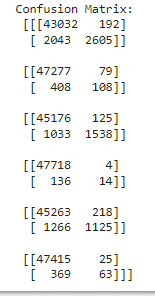 Confusion Matrix:
[[[43032 192]
[ 2043 2605]]
[[47277 79]
[ 408 108]]
[[45176 125]
[ 1033 1538]]
[[47718 4]
[ 136 14]]
[[45263 218]
[ 1266 1125]]
[[47415 25]
[ 369 63]]]